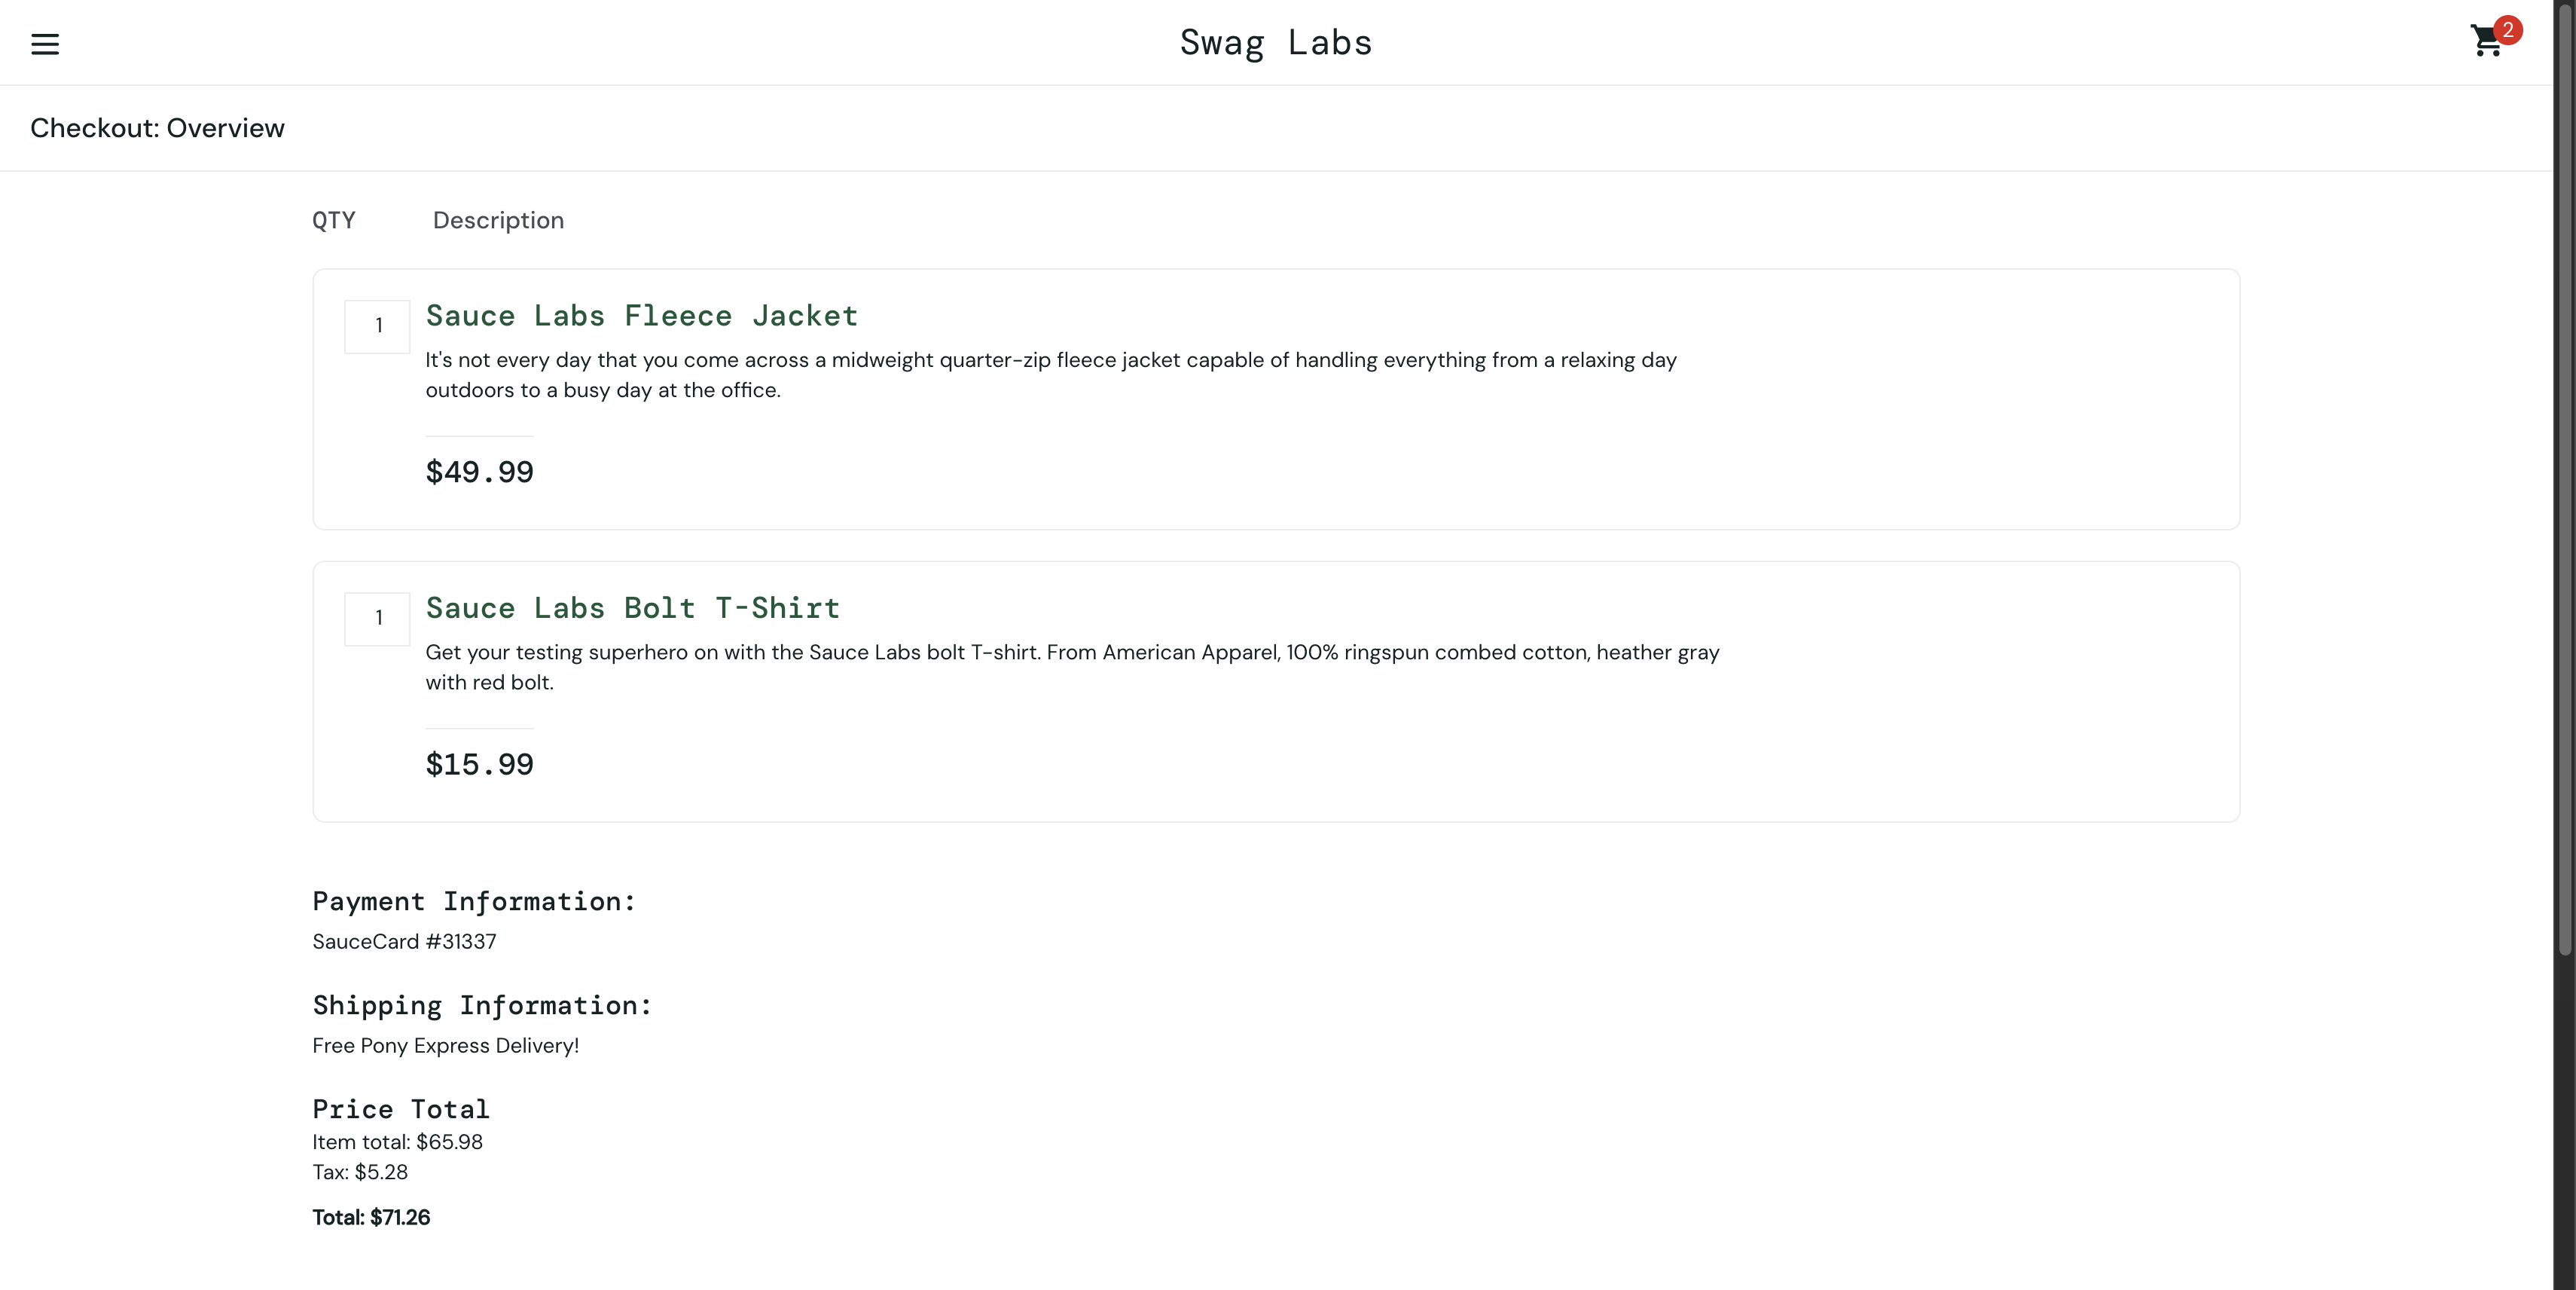 Swag Labs
2
Checkout: Overview
QTY Description
1
Sauce Labs Fleece Jacket
It's not every day that you come across a midweight quarter-zip fleece jacket capable of handling everything from a relaxing day
outdoors to a busy day at the office.
$49.99
1
Sauce Labs Bolt T-Shirt
Get your testing superhero on with the Sauce Labs bolt T-shirt. From American Apparel, 100% ringspun combed cotton, heather gray
with red bolt.
$15.99
Payment Information:
SauceCard #31337
Shipping Information:
Free Pony Express Delivery!
Price Total
Item total: $65.98
Tax: $5.28
Total: $71.26